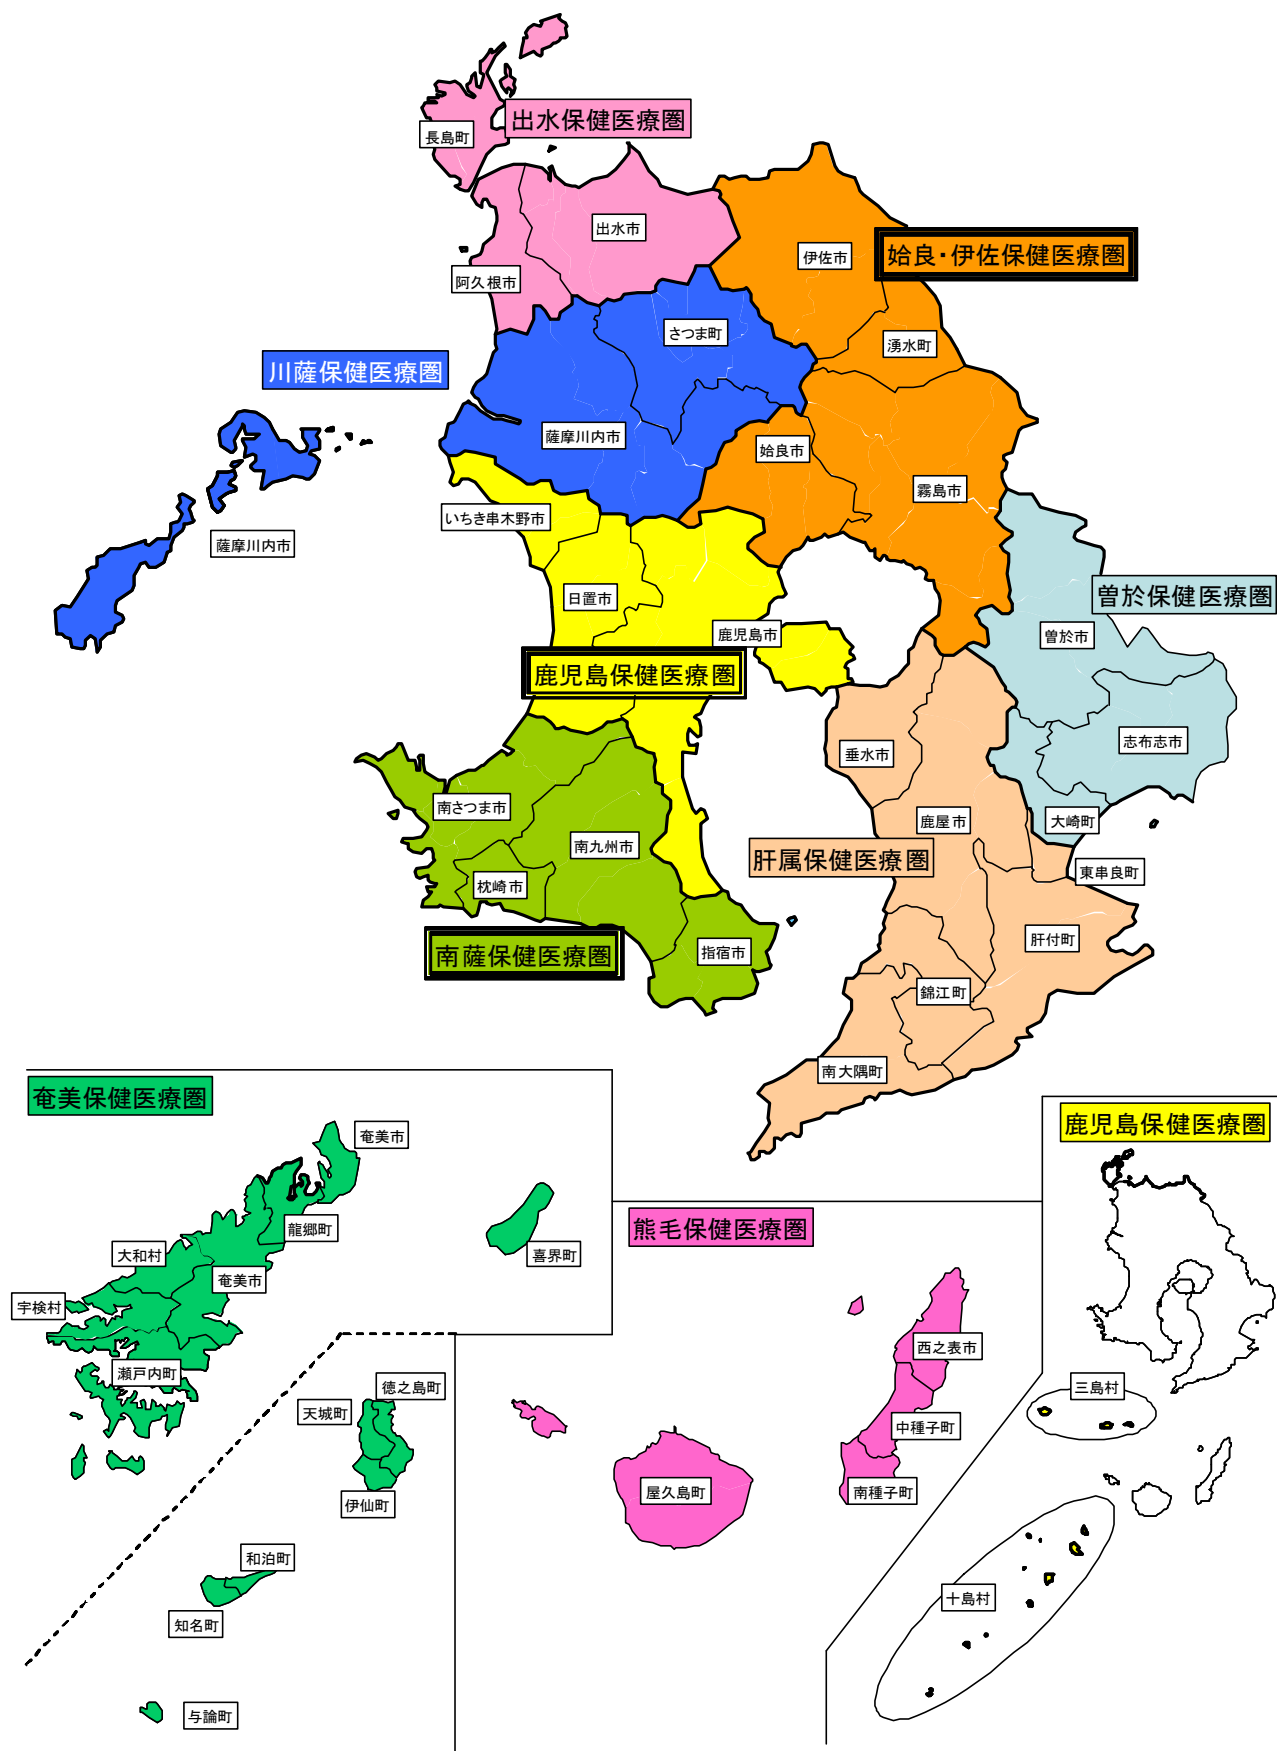 出水保健医療圏
長島町
出水市
阿久根市
伊佐市
姶良・伊佐保健医療圏
さつま町
湧水町
川薩保健医療圏
薩摩川内市
姶良市
霧島市
いちき串木野市
薩摩川内市
日置市
曽於保健医療圏
鹿児島市
曽於市
鹿児島保健医療圏
垂水市
志布志市
南さつま市
鹿屋市
大崎町
南九州市
肝属保健医療圏
東串良町
枕崎市
南薩保健医療圏
指宿市
肝付町
錦江町
南大隅町
奄美保健医療圏
奄美市
鹿児島保健医療圏
龍郷町
熊毛保健医療圏
大和村
喜界町
奄美市
宇検村
西之表市
瀬戸内町
徳之島町
三島村
天城町
中種子町
屋久島町
南種子町
伊仙町
和泊町
十島村
知名町
与論町